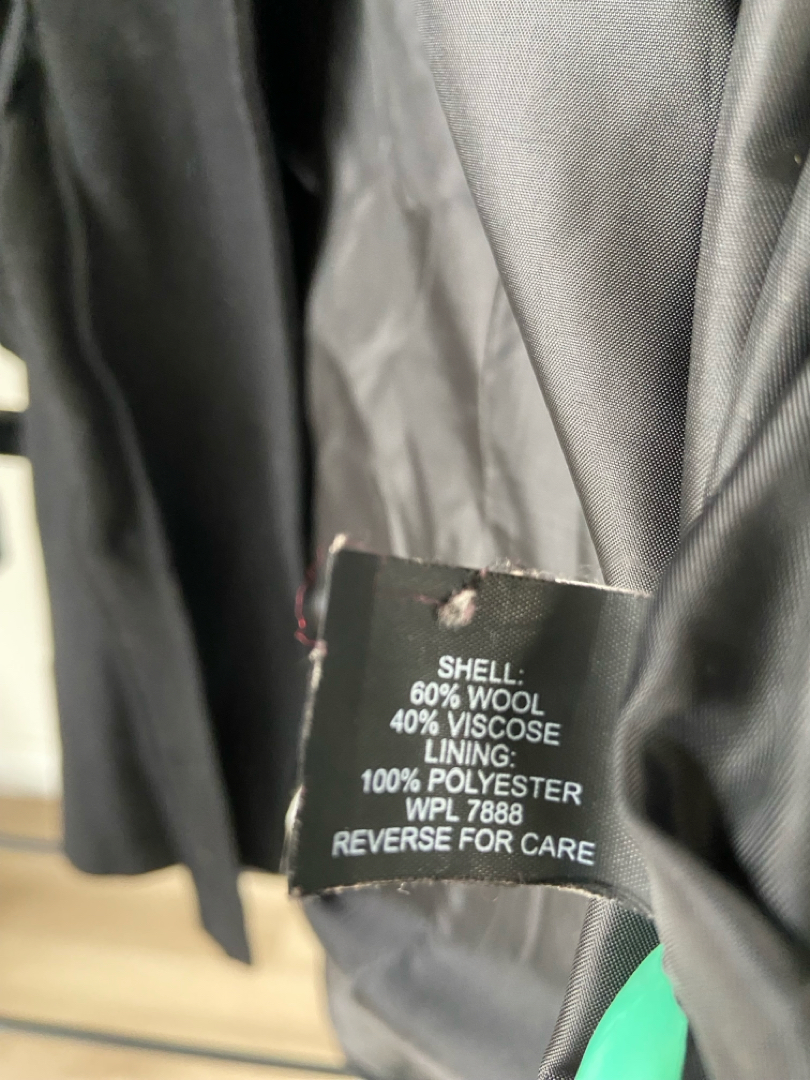 SHELL:
60% WOOL
40% VISCOSE
LINING:
100% POLYESTER
WPL 7888
REVERSE FOR CARE